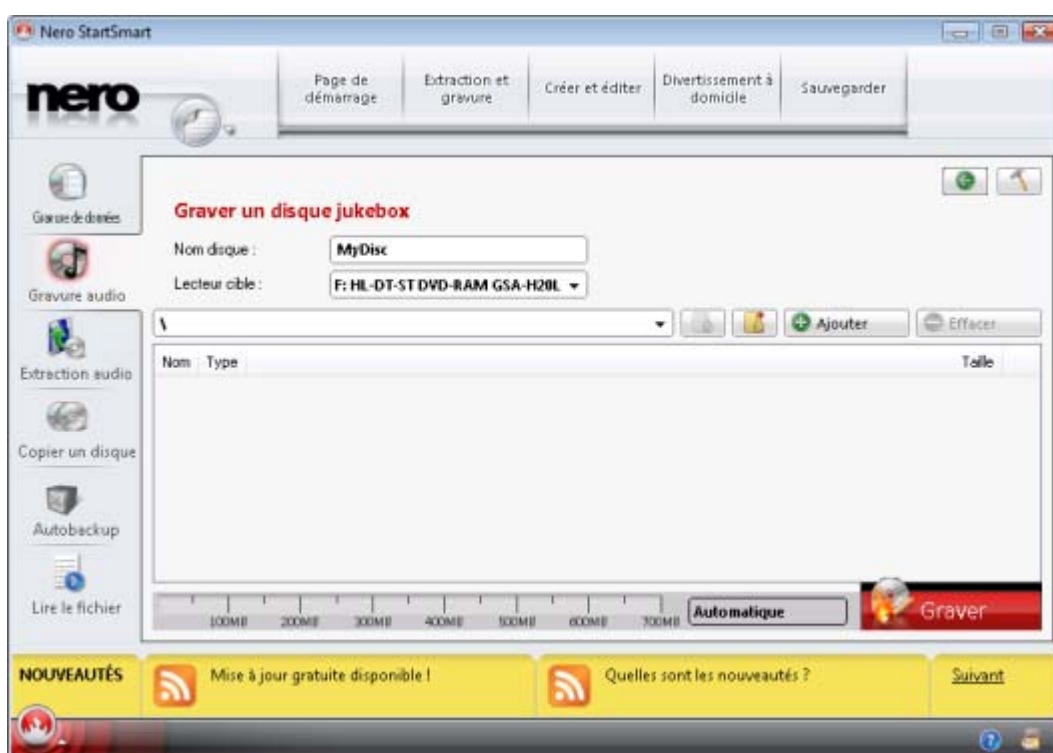 Nero StartSmart
nero
Page de démarrage
Extraction et gravure
Créer et éditer
Divertissement à domicile
Sauvegarder
Gravure de données
Gravure audio
Extraction audio
Copier un disque
Autobackup
Lire le fichier
Graver un disque jukebox
Nom disque :
MyDisc
Lecteur cible :
F: HL-DT-ST DVD-RAM GSA-H20L
\
Ajouter
Effacer
Nom Type Taille
100MB 200MB 300MB 400MB 500MB 600MB 700MB
Automatique
Graver
NOUVEAUTÉS
Mise à jour gratuite disponible !
Quelles sont les nouveautés ?
Suivant